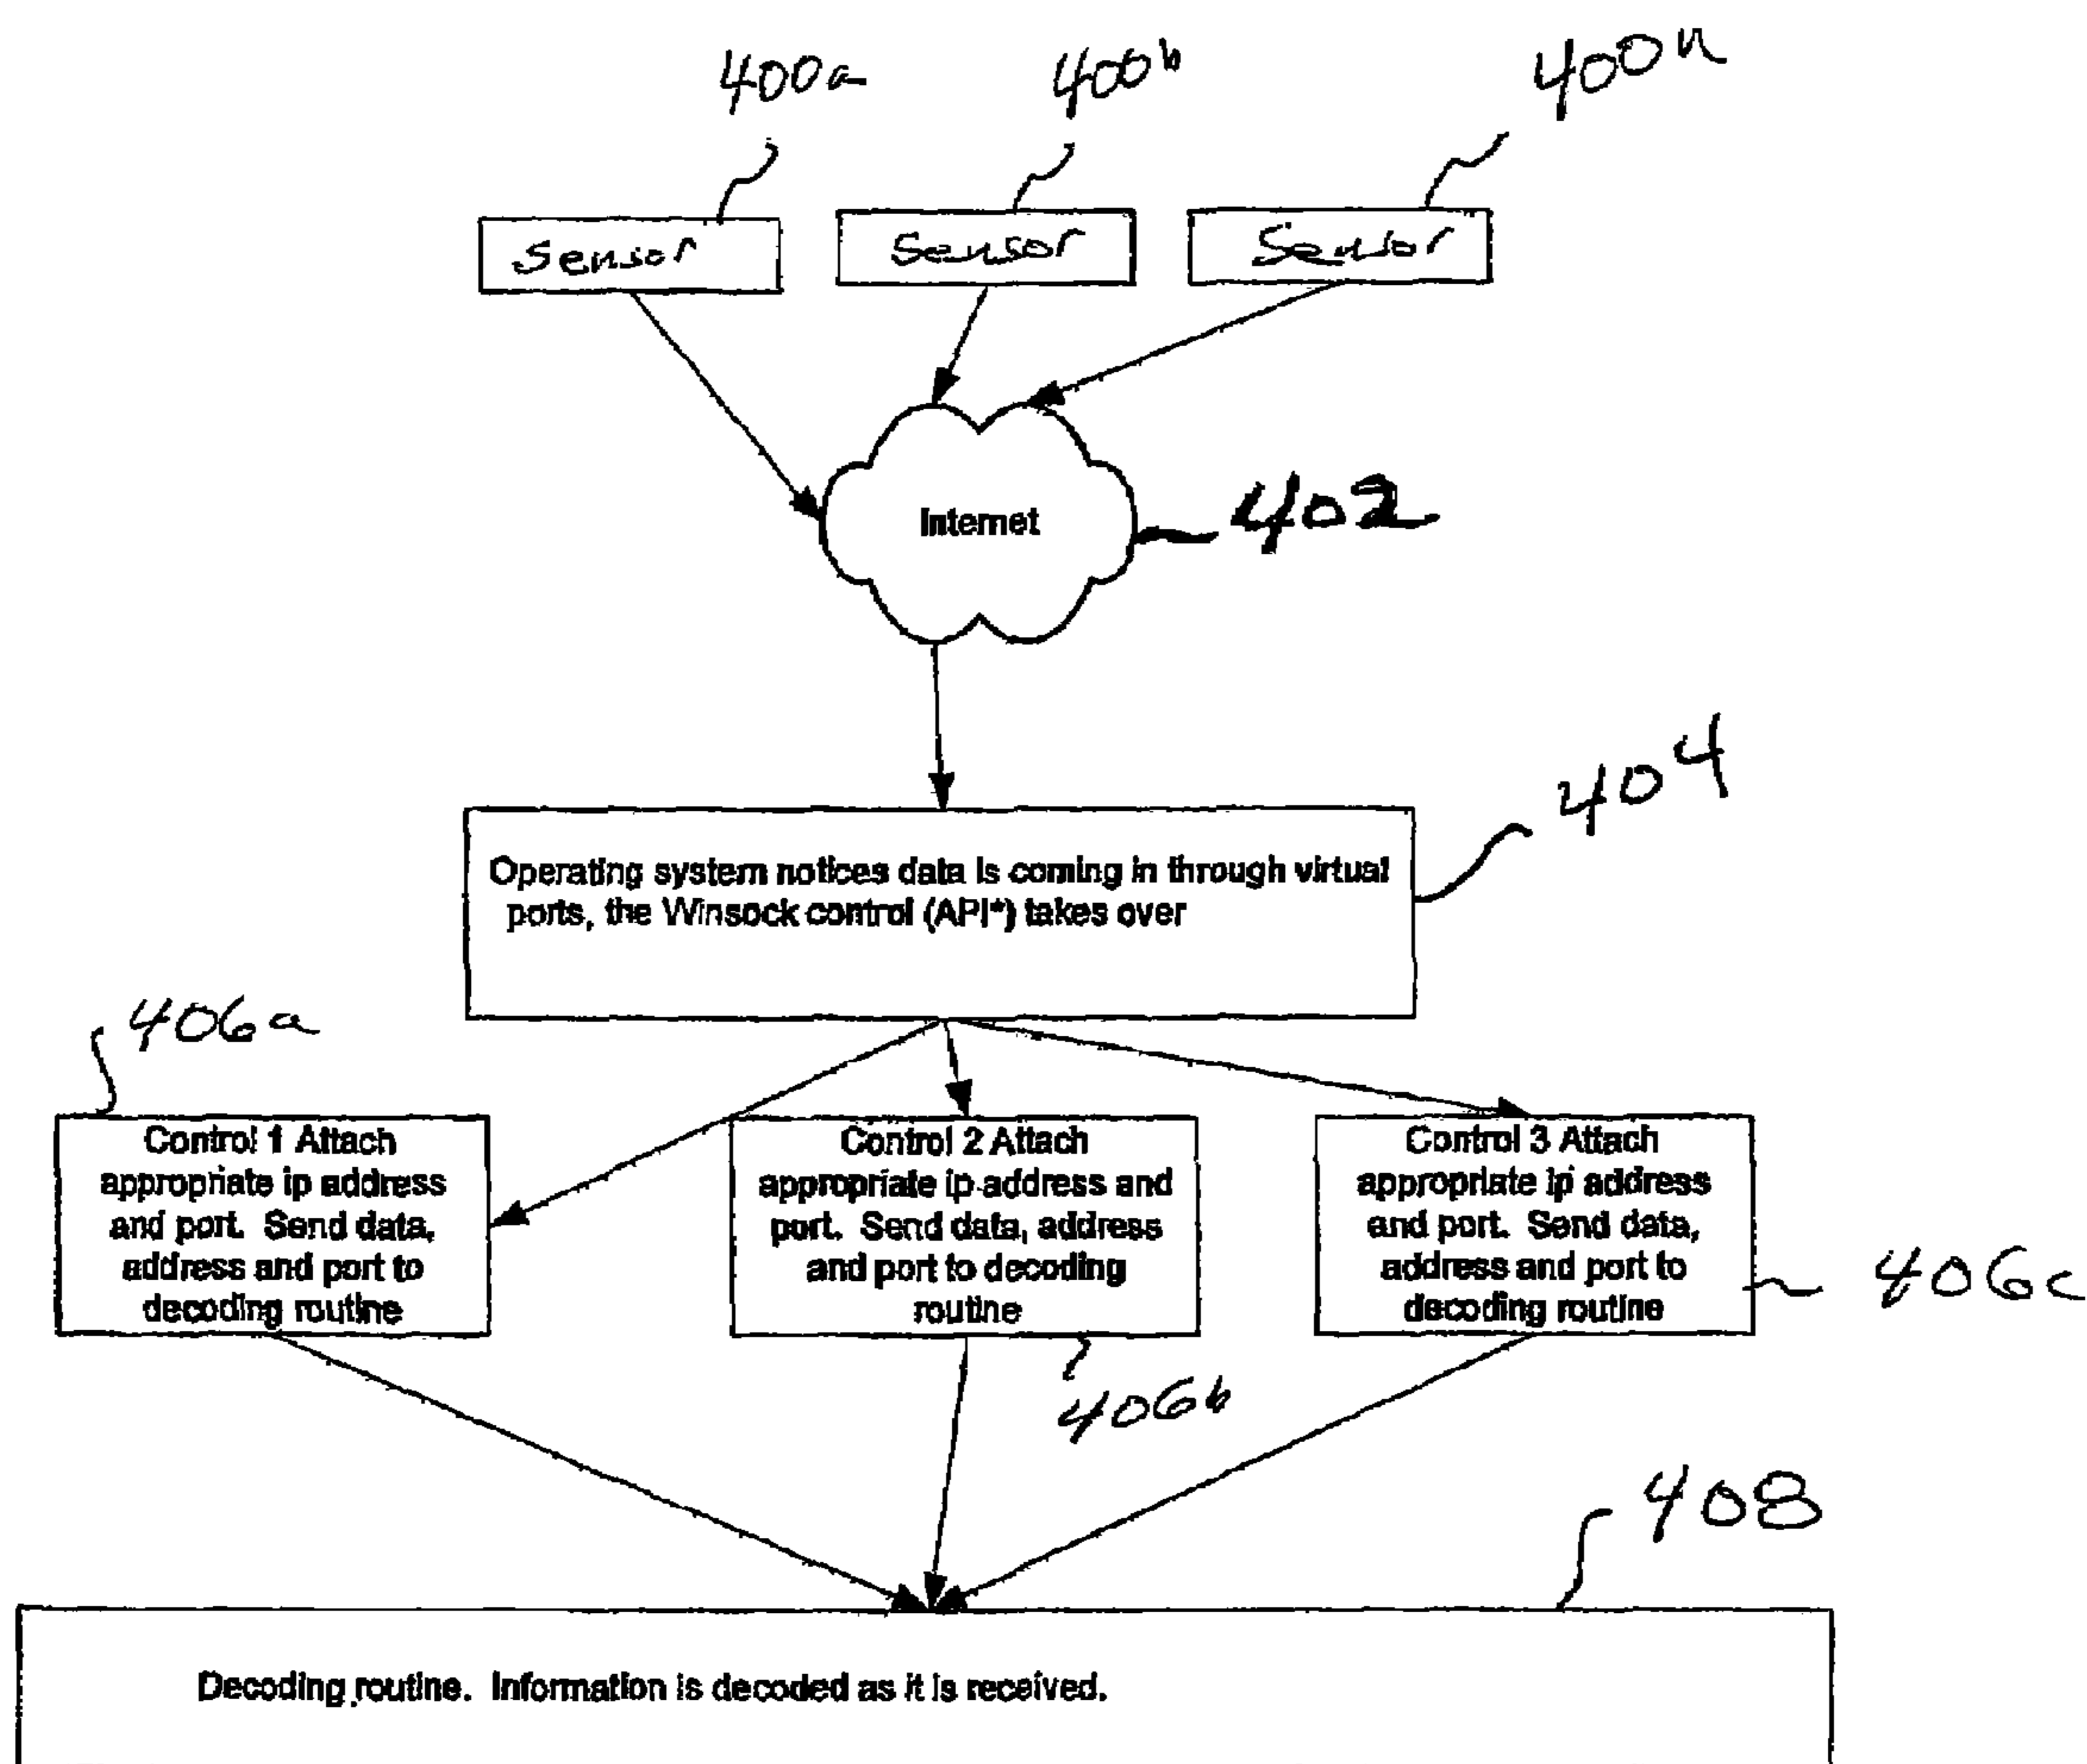 400a
400b
400n
Sensor
Sensor
Sensor
Internet
402
404
Operating system notices data is coming in through virtual
ports, the Winsock control (API*) takes over
406a
Control 1 Attach
appropriate ip address
and port. Send data,
address and port to
decoding routine
Control 2 Attach
appropriate ip address and
port. Send data, address
and port to decoding
routine
Control 3 Attach
appropriate ip address
and port. Send data,
address and port to
decoding routine
406c
406b
408
Decoding routine. Information is decoded as it is received.